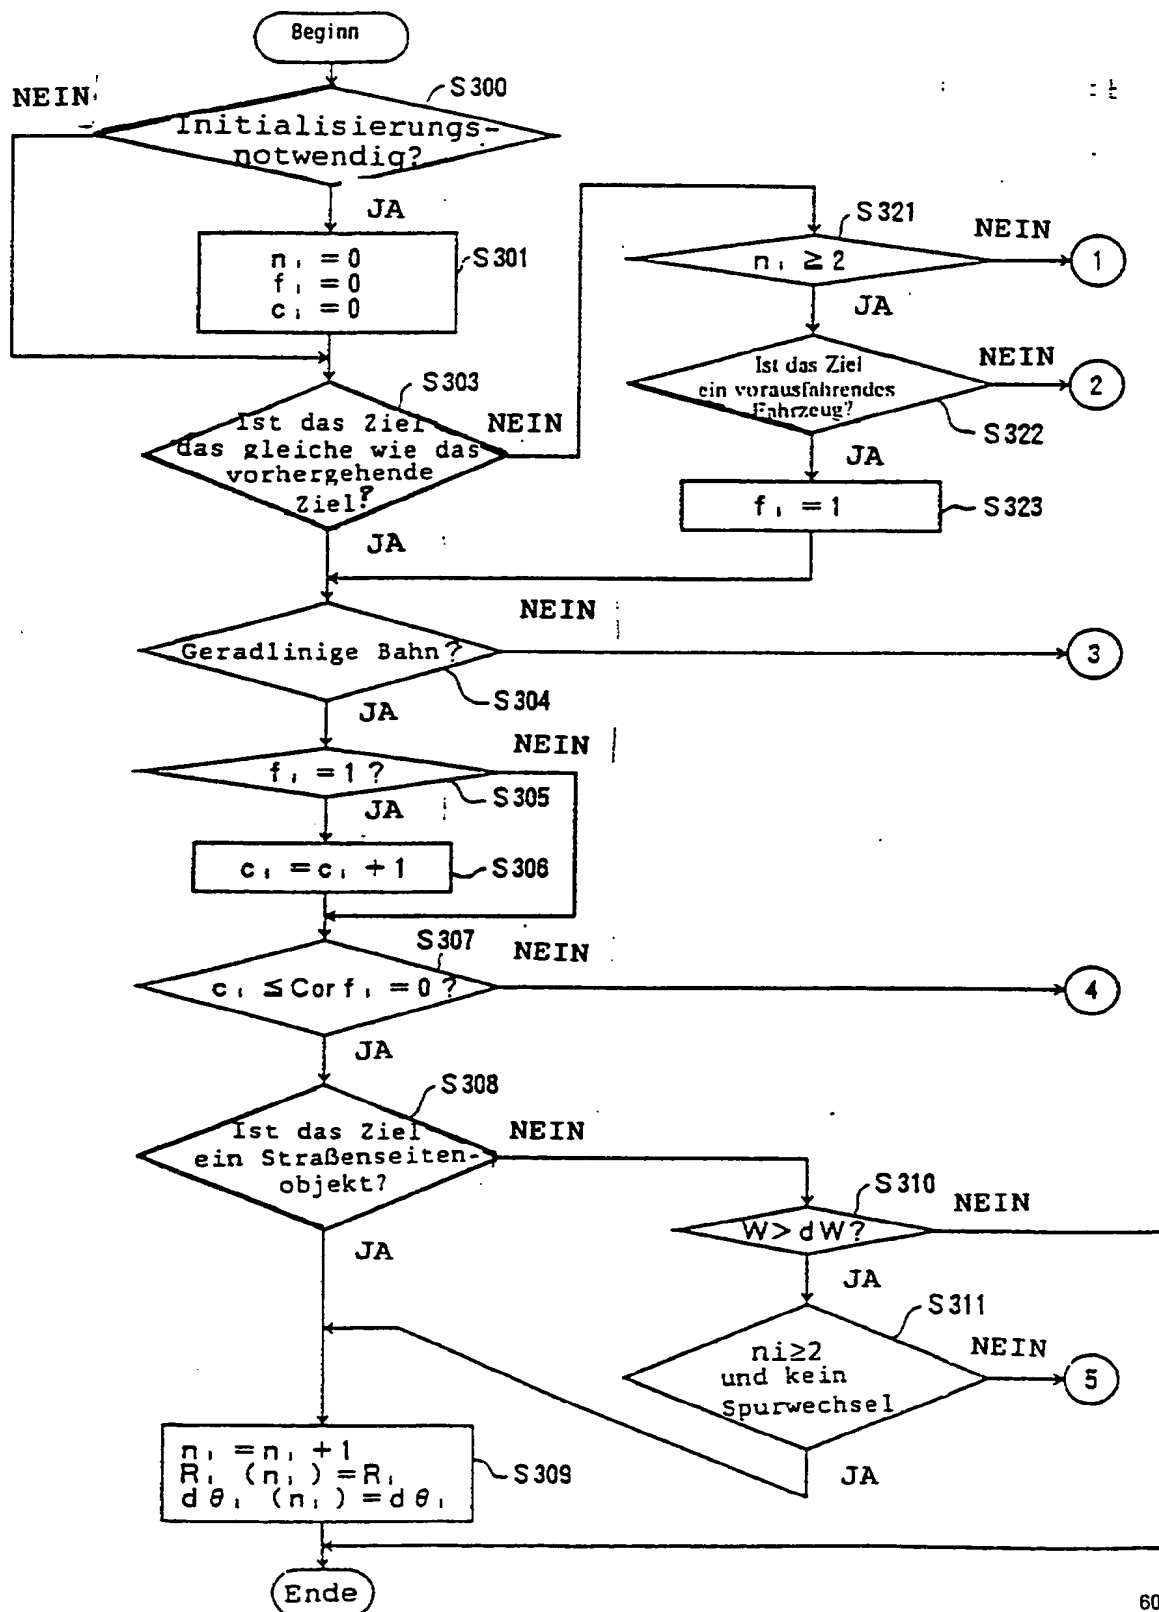 Beginn
NEIN
S300
Initialisierungs-
notwendig?
JA
n i = 0
f i = 0
c i = 0
S301
S303
Ist das Ziel
das gleiche wie das
vorhergehende
Ziel?
NEIN
JA
S321
NEIN
n i ≧ 2
1
JA
Ist das Ziel
ein vorausfahrendes
Fahrzeug?
NEIN
2
S322
JA
f i = 1
S323
NEIN
Geradlinige Bahn?
3
S304
JA
NEIN
f i = 1 ?
S305
JA
c i = c i + 1
S306
S307
NEIN
c i ≦ C or f i = 0 ?
4
JA
S308
Ist das Ziel
ein Straßenseiten-
objekt?
NEIN
JA
S310
NEIN
W > dW?
JA
S311
ni≥2
und kein
Spurwechsel
NEIN
5
JA
n i = n i + 1
R i (n i) = R i
dθ i (n i) = dθ i
S309
Ende
60